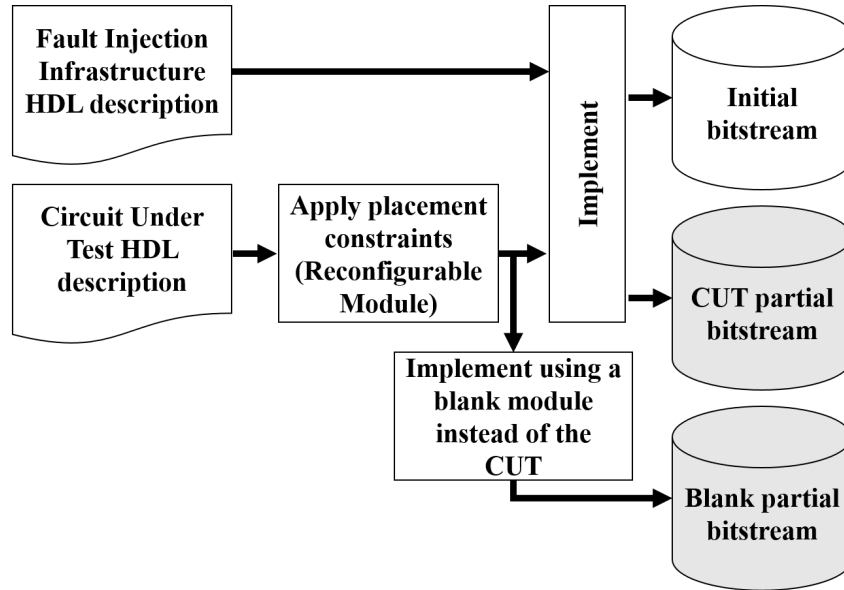 Fault Injection
Infrastructure
HDL description
Implement
Initial
bitstream
Circuit Under
Test HDL
description
Apply placement
constraints
(Reconfigurable
Module)
CUT partial
bitstream
Implement using a
blank module
instead of the
CUT
Blank partial
bitstream